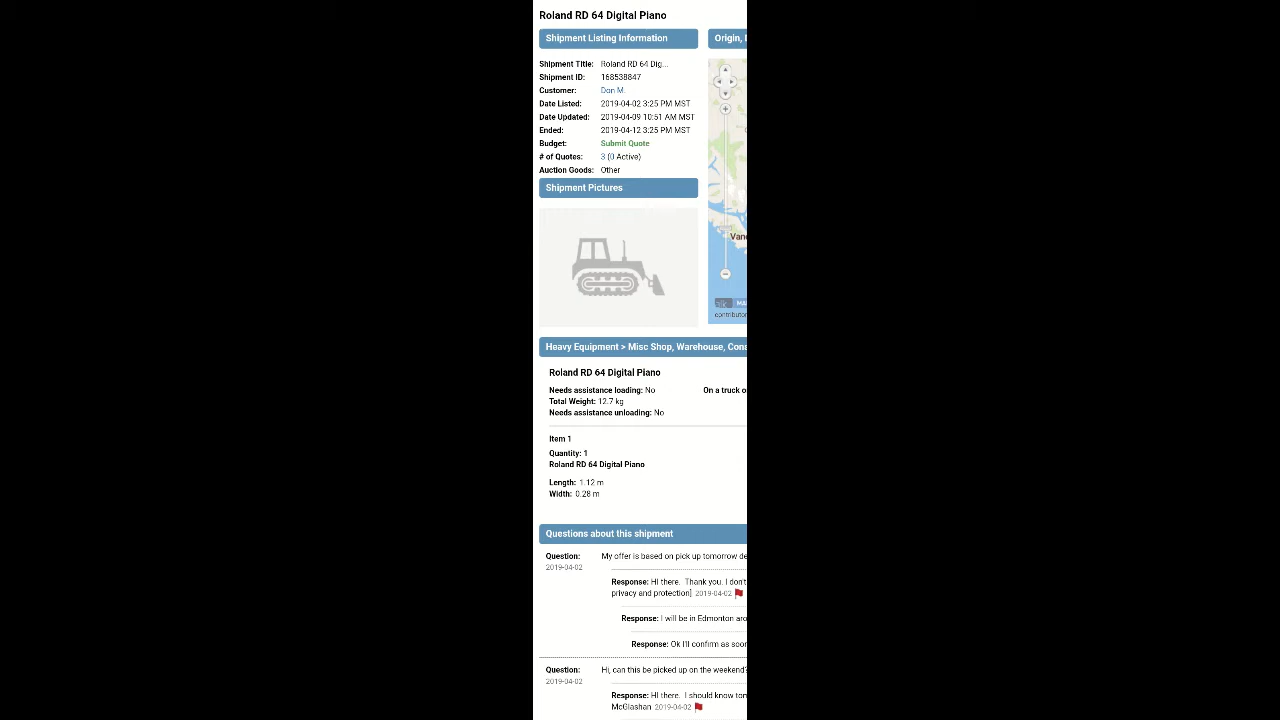 Roland RD 64 Digital Piano
Shipment Listing Information
Origin,
Shipment Title: Roland RD 64 Dig...
Shipment ID: 168538847
Customer: Don M.
Date Listed: 2019-04-02 3:25 PM MST
Date Updated: 2019-04-09 10:51 AM MST
Ended: 2019-04-12 3:25 PM MST
Budget: Submit Quote
# of Quotes: 3 (0 Active)
Auction Goods: Other
Shipment Pictures
Vanc
contributor
Heavy Equipment > Misc Shop, Warehouse, Cons
Roland RD 64 Digital Piano
Needs assistance loading: No
On a truck o
Total Weight: 12.7 kg
Needs assistance unloading: No
Item 1
Quantity: 1
Roland RD 64 Digital Piano
Length: 1.12 m
Width: 0.28 m
Questions about this shipment
Question: My offer is based on pick up tomorrow de
2019-04-02
Response: HI there. Thank you. I don't
privacy and protection] 2019-04-02
Response: I will be in Edmonton aro
Response: Ok I'll confirm as soon
Question: Hi, can this be picked up on the weekend?
2019-04-02
Response: HI there. I should know tom
McGlashan 2019-04-02